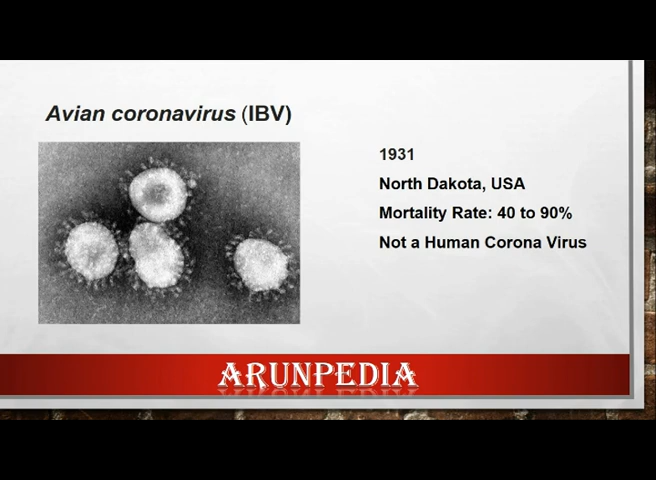 Avian coronavirus (IBV)
1931
North Dakota, USA
Mortality Rate: 40 to 90%
Not a Human Corona Virus
ARUNPEDIA